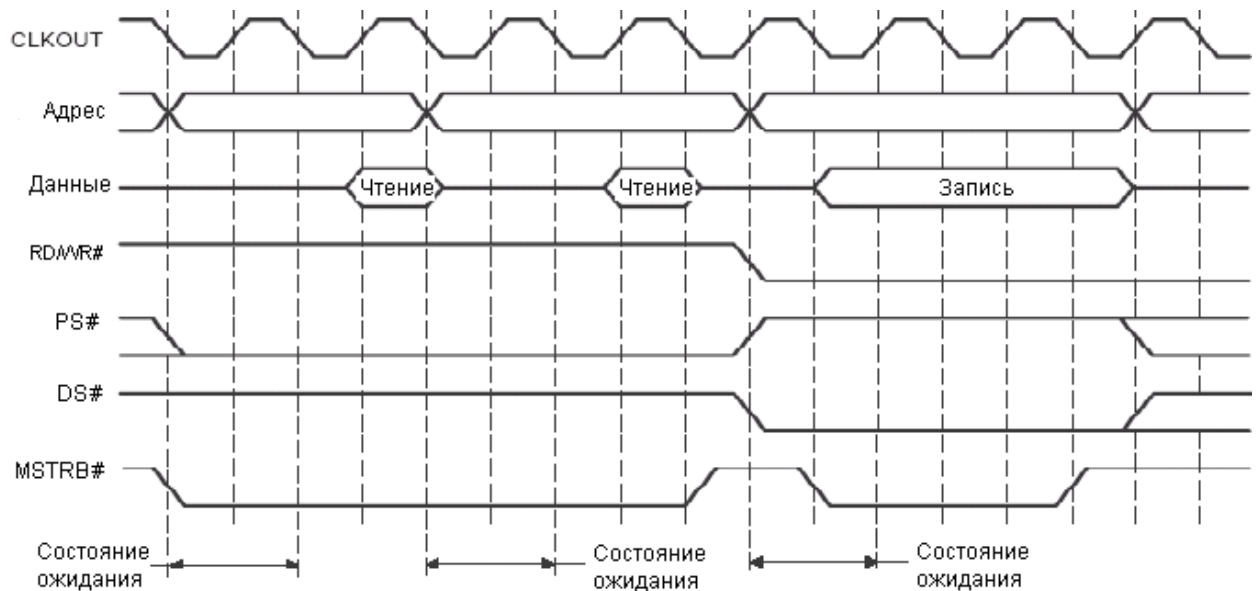 CLKOUT
Адрес
Данные
Чтение
Чтение
Запись
RD/WR#
PS#
DS#
MSTRB#
Состояние
ожидания
Состояние
ожидания
Состояние
ожидания